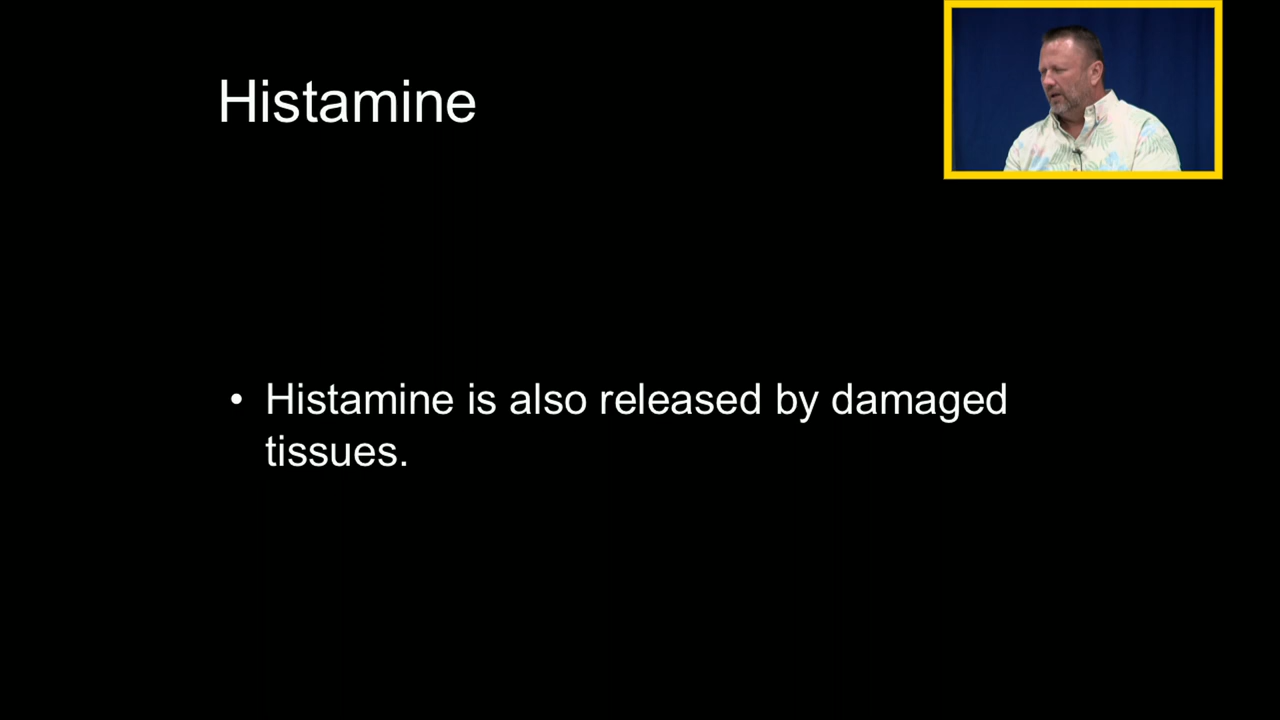 Histamine
• Histamine is also released by damaged
tissues.